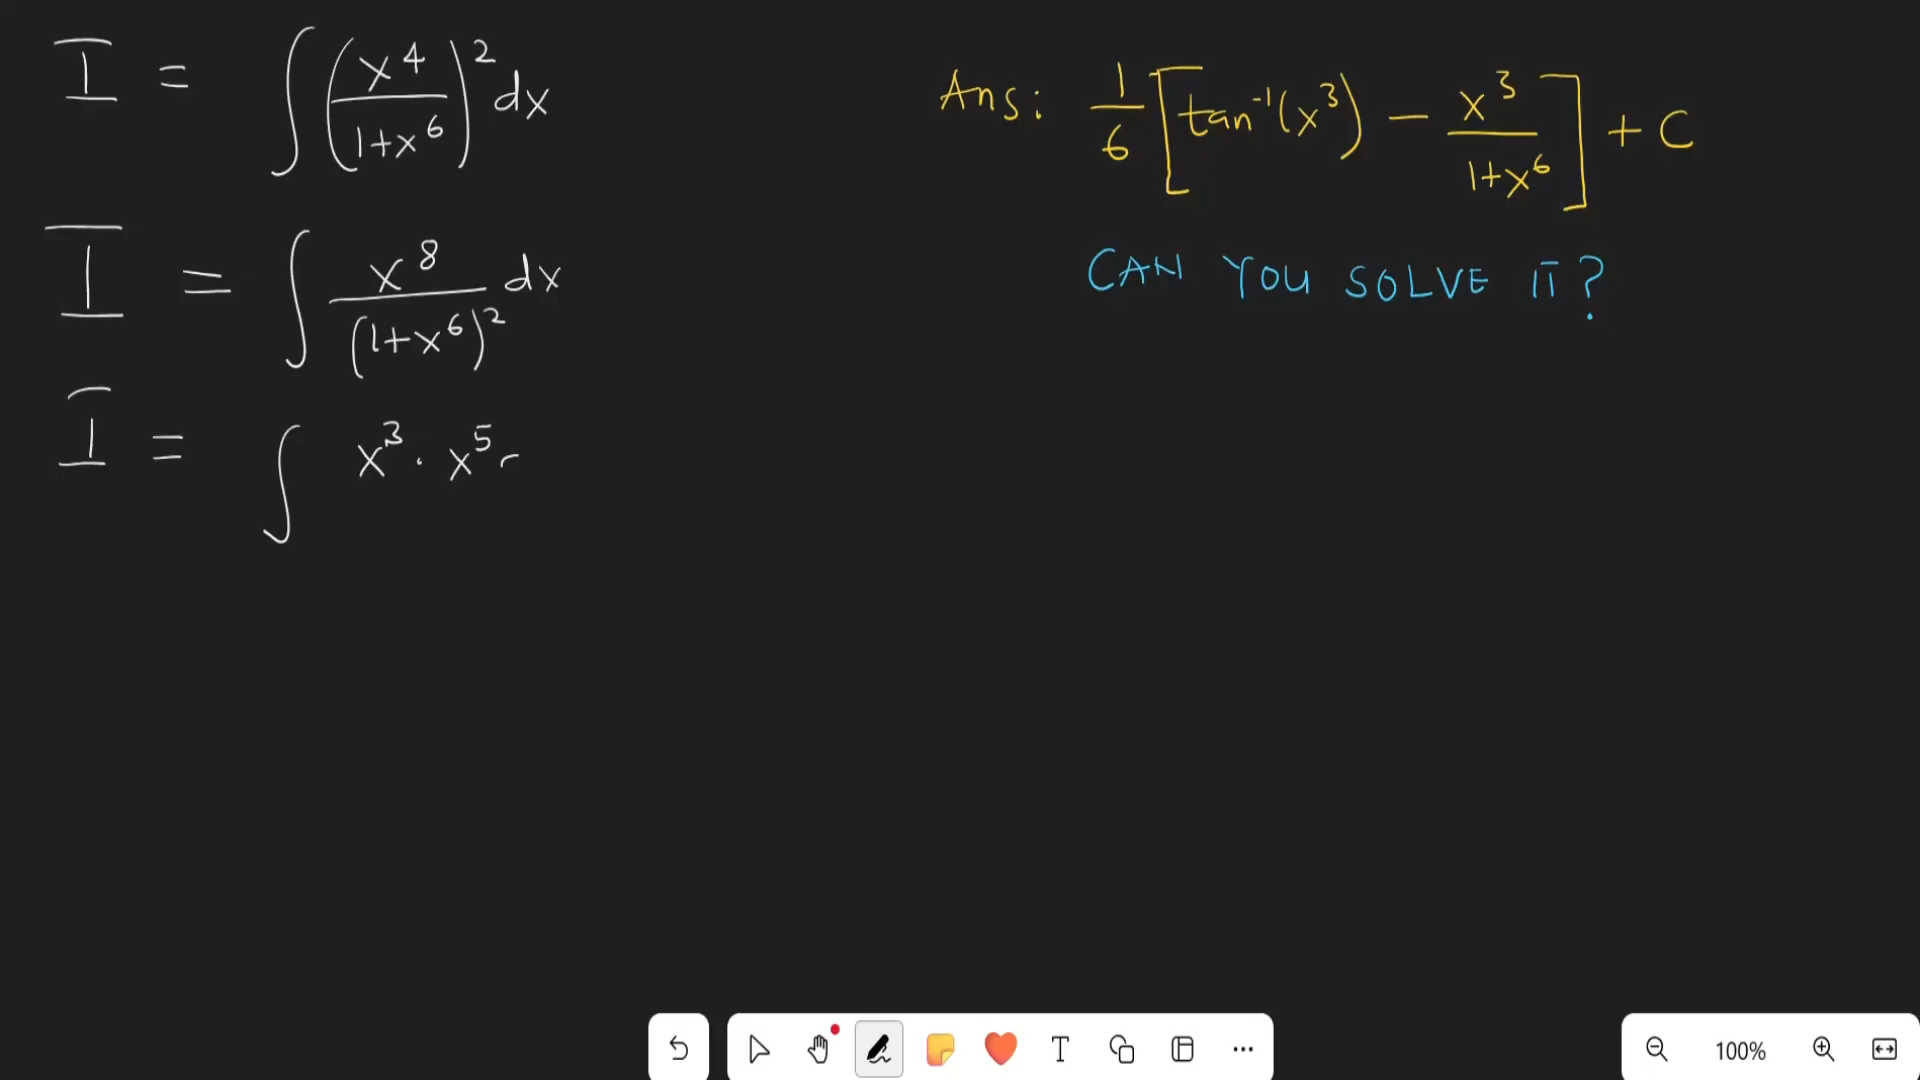 I = ∫ (x⁴/(1+x⁶))² dx
Ans: 1/6 [tan⁻¹(x³) − x³/(1+x⁶)] + C
I = ∫ x⁸/(1+x⁶)² dx
CAN YOU SOLVE IT?
I = ∫ x³ · x⁵
T
100%